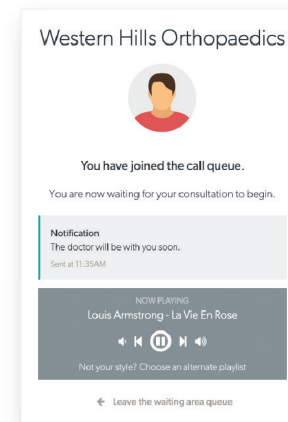 Western Hills Orthopaedics
You have joined the call queue.
You are now waiting for your consultation to begin.
Notification
The doctor will be with you soon.
Sent at 11:35AM
NOW PLAYING
Louis Armstrong - La Vie En Rose
Not your style? Choose an alternate playlist
Leave the waiting area queue